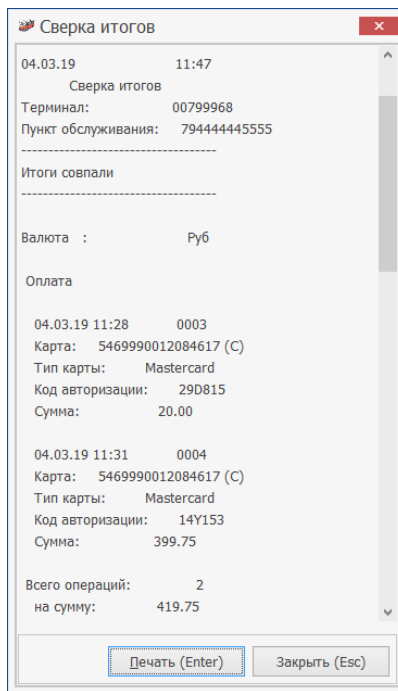 Сверка итогов
04.03.19 11:47
Сверка итогов
Терминал: 00799968
Пункт обслуживания: 794444445555
------------------------------------
Итоги совпали
------------------------------------
Валюта : Руб
Оплата
04.03.19 11:28 0003
Карта: 5469990012084617 (C)
Тип карты: Mastercard
Код авторизации: 29D815
Сумма: 20.00
04.03.19 11:31 0004
Карта: 5469990012084617 (C)
Тип карты: Mastercard
Код авторизации: 14Y153
Сумма: 399.75
Всего операций: 2
на сумму: 419.75
Печать (Enter) Закрыть (Esc)